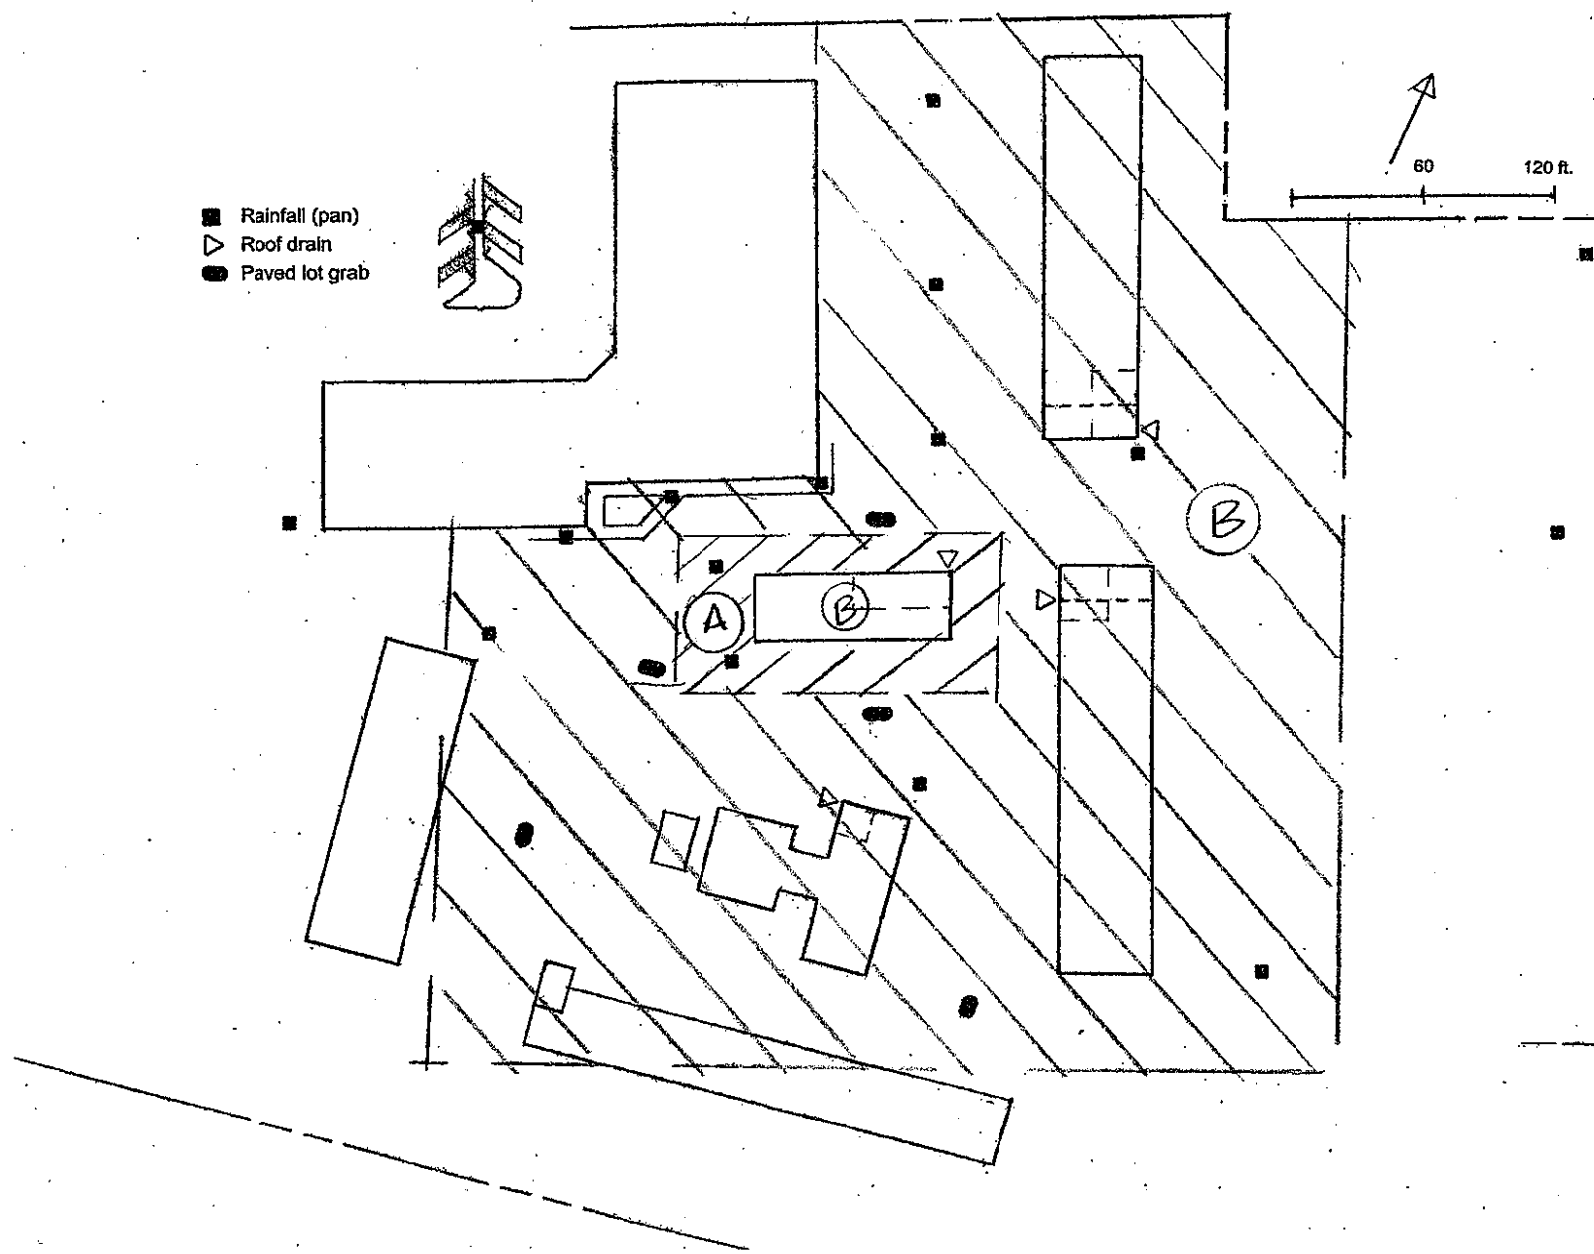 60 120 ft.
Rainfall (pan)
Roof drain
Paved lot grab
B
A
B